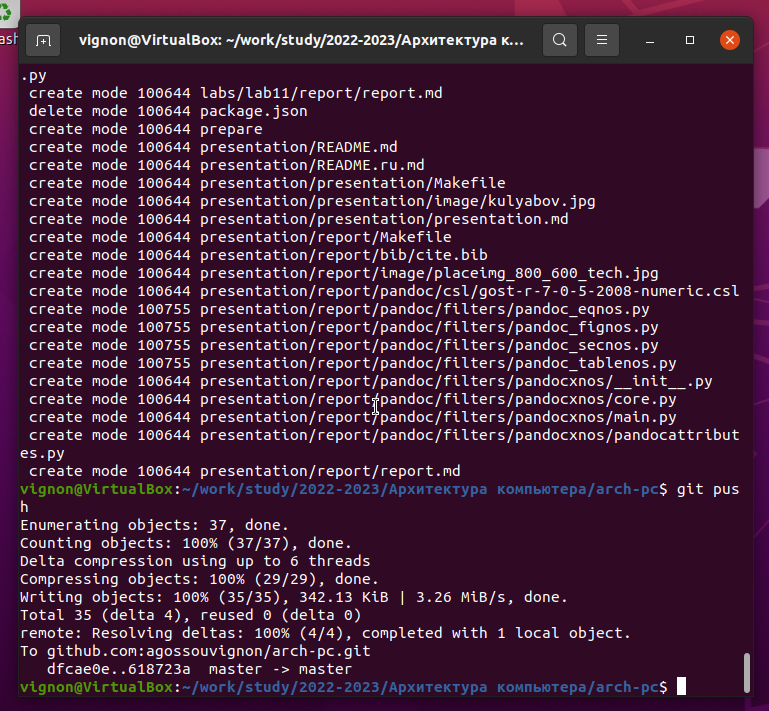 ash
vignon@VirtualBox: ~/work/study/2022-2023/Архитектура к...
.py
create mode 100644 labs/lab11/report/report.md
delete mode 100644 package.json
create mode 100644 prepare
create mode 100644 presentation/README.md
create mode 100644 presentation/README.ru.md
create mode 100644 presentation/presentation/Makefile
create mode 100644 presentation/presentation/image/kulyabov.jpg
create mode 100644 presentation/presentation/presentation.md
create mode 100644 presentation/report/Makefile
create mode 100644 presentation/report/bib/cite.bib
create mode 100644 presentation/report/image/placeimg_800_600_tech.jpg
create mode 100644 presentation/report/pandoc/csl/gost-r-7-0-5-2008-numeric.csl
create mode 100755 presentation/report/pandoc/filters/pandoc_eqnos.py
create mode 100755 presentation/report/pandoc/filters/pandoc_fignos.py
create mode 100755 presentation/report/pandoc/filters/pandoc_secnos.py
create mode 100755 presentation/report/pandoc/filters/pandoc_tablenos.py
create mode 100644 presentation/report/pandoc/filters/pandocxnos/__init__.py
create mode 100644 presentation/report/pandoc/filters/pandocxnos/core.py
create mode 100644 presentation/report/pandoc/filters/pandocxnos/main.py
create mode 100644 presentation/report/pandoc/filters/pandocxnos/pandocattribut
es.py
create mode 100644 presentation/report/report.md
vignon@VirtualBox:~/work/study/2022-2023/Архитектура компьютера/arch-pc$ git pus
h
Enumerating objects: 37, done.
Counting objects: 100% (37/37), done.
Delta compression using up to 6 threads
Compressing objects: 100% (29/29), done.
Writing objects: 100% (35/35), 342.13 KiB | 3.26 MiB/s, done.
Total 35 (delta 4), reused 0 (delta 0)
remote: Resolving deltas: 100% (4/4), completed with 1 local object.
To github.com:agossouvignon/arch-pc.git
dfcae0e..618723a  master -> master
vignon@VirtualBox:~/work/study/2022-2023/Архитектура компьютера/arch-pc$